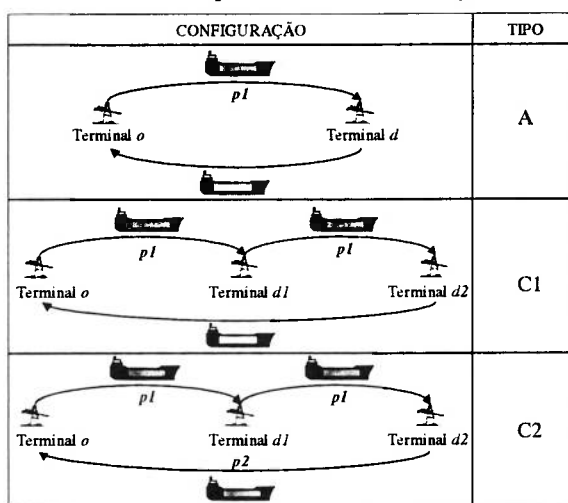 CONFIGURAÇÃO TIPO
p1
Terminal o Terminal d
A
p1 p1
Terminal o Terminal d1 Terminal d2
C1
p1 p1
Terminal o Terminal d1 Terminal d2
C2
p2